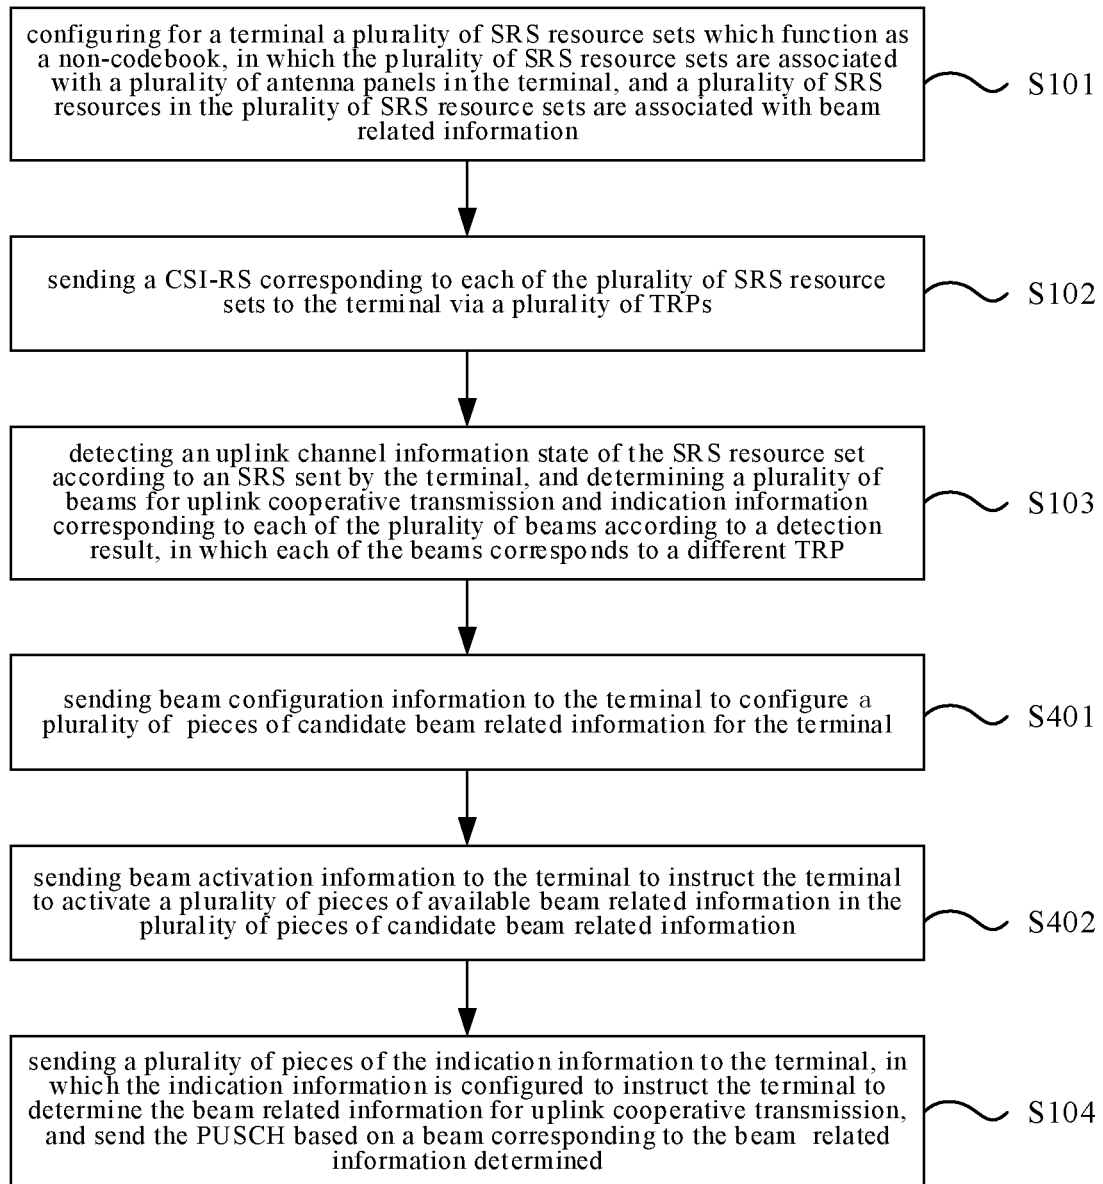 configuring for a terminal a plurality of SRS resource sets which function as
a non-codebook, in which the plurality of SRS resource sets are associated
with a plurality of antenna panels in the terminal, and a plurality of SRS
resources in the plurality of SRS resource sets are associated with beam
related information
S101
sending a CSI-RS corresponding to each of the plurality of SRS resource
sets to the terminal via a plurality of TRPs
S102
detecting an uplink channel information state of the SRS resource set
according to an SRS sent by the terminal, and determining a plurality of
beams for uplink cooperative transmission and indication information
corresponding to each of the plurality of beams according to a detection
result, in which each of the beams corresponds to a different TRP
S103
sending beam configuration information to the terminal to configure a
plurality of pieces of candidate beam related information for the terminal
S401
sending beam activation information to the terminal to instruct the terminal
to activate a plurality of pieces of available beam related information in the
plurality of pieces of candidate beam related information
S402
sending a plurality of pieces of the indication information to the terminal, in
which the indication information is configured to instruct the terminal to
determine the beam related information for uplink cooperative transmission,
and send the PUSCH based on a beam corresponding to the beam related
information determined
S104